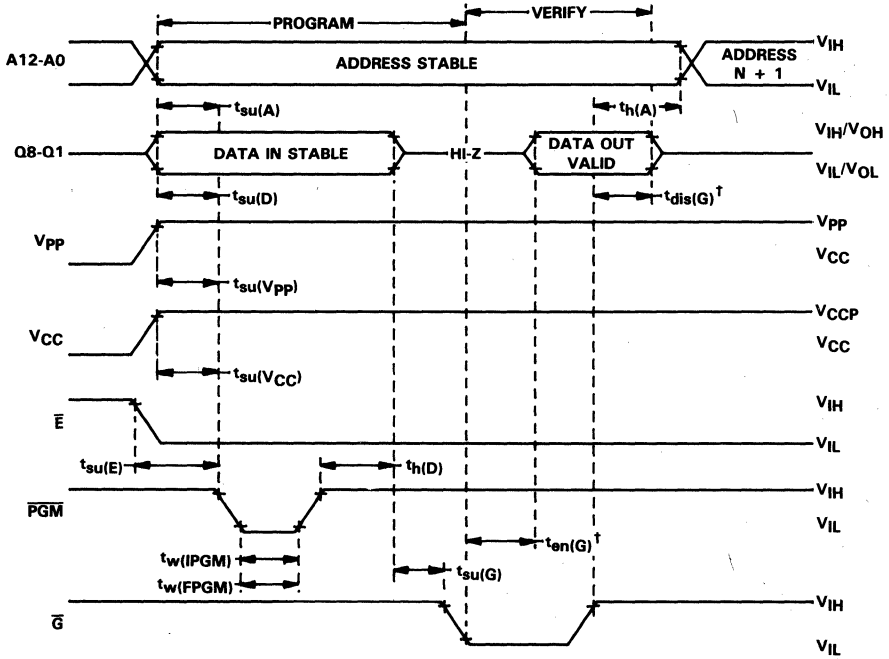 PROGRAM
VERIFY
A12-A0
ADDRESS STABLE
ADDRESS
N + 1
VIH
VIL
tsu(A)
th(A)
Q8-Q1
DATA IN STABLE
HI-Z
DATA OUT
VALID
VIH/VOH
VIL/VOL
tsu(D)
tdis(G)†
VPP
VPP
VCC
tsu(VPP)
VCC
VCCP
VCC
tsu(VCC)
E
VIH
VIL
tsu(E)
th(D)
PGM
VIH
VIL
tw(IPGM)
tw(FPGM)
tsu(G)
ten(G)†
G
VIH
VIL